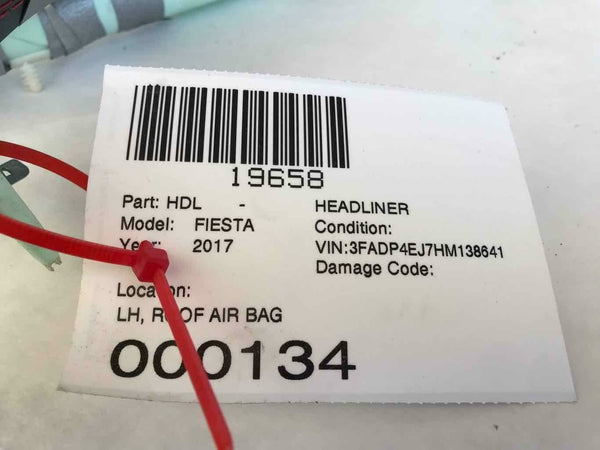 19658
Part: HDL - HEADLINER
Model: FIESTA Condition:
Year: 2017 VIN:3FADP4EJ7HM138641
Damage Code:
Location:
LH, ROOF AIR BAG
000134